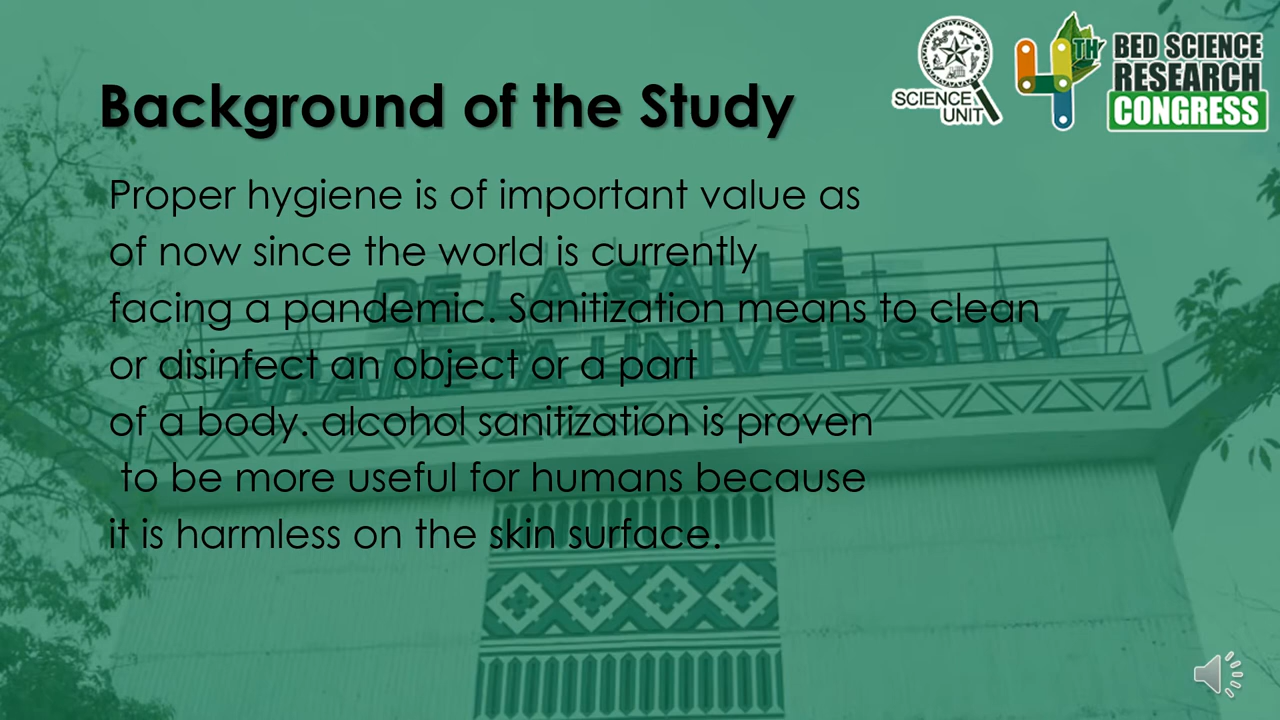 SCIENCE
UNIT
4TH
BED SCIENCE
RESEARCH
CONGRESS
Background of the Study
Proper hygiene is of important value as
of now since the world is currently
facing a pandemic. Sanitization means to clean
or disinfect an object or a part
of a body. alcohol sanitization is proven
to be more useful for humans because
it is harmless on the skin surface.
DE LA SALLE
ARANETA UNIVERSITY